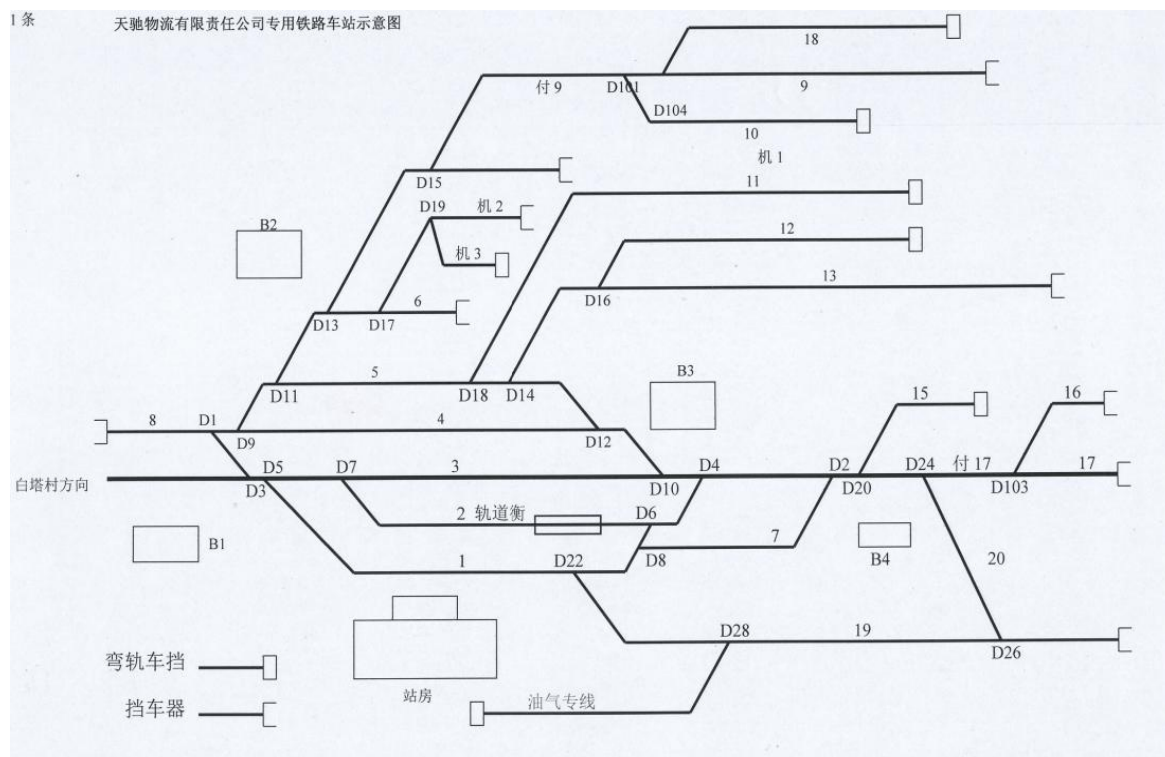 1 条
天驰物流有限责任公司专用铁路车站示意图
18
付 9
D101
9
D104
10
机 1
D15
11
D19
机 2
B2
12
机 3
13
D16
6
D13
D17
5
B3
D11
D18
D14
15
16
8
D1
4
D9
D12
D5
D7
3
D4
D2
D24
付 17
17
白塔村方向
D3
D10
D20
D103
2 轨道衡
D6
7
B1
1
D22
D8
B4
20
D28
19
D26
弯轨车挡
站房
油气专线
挡车器